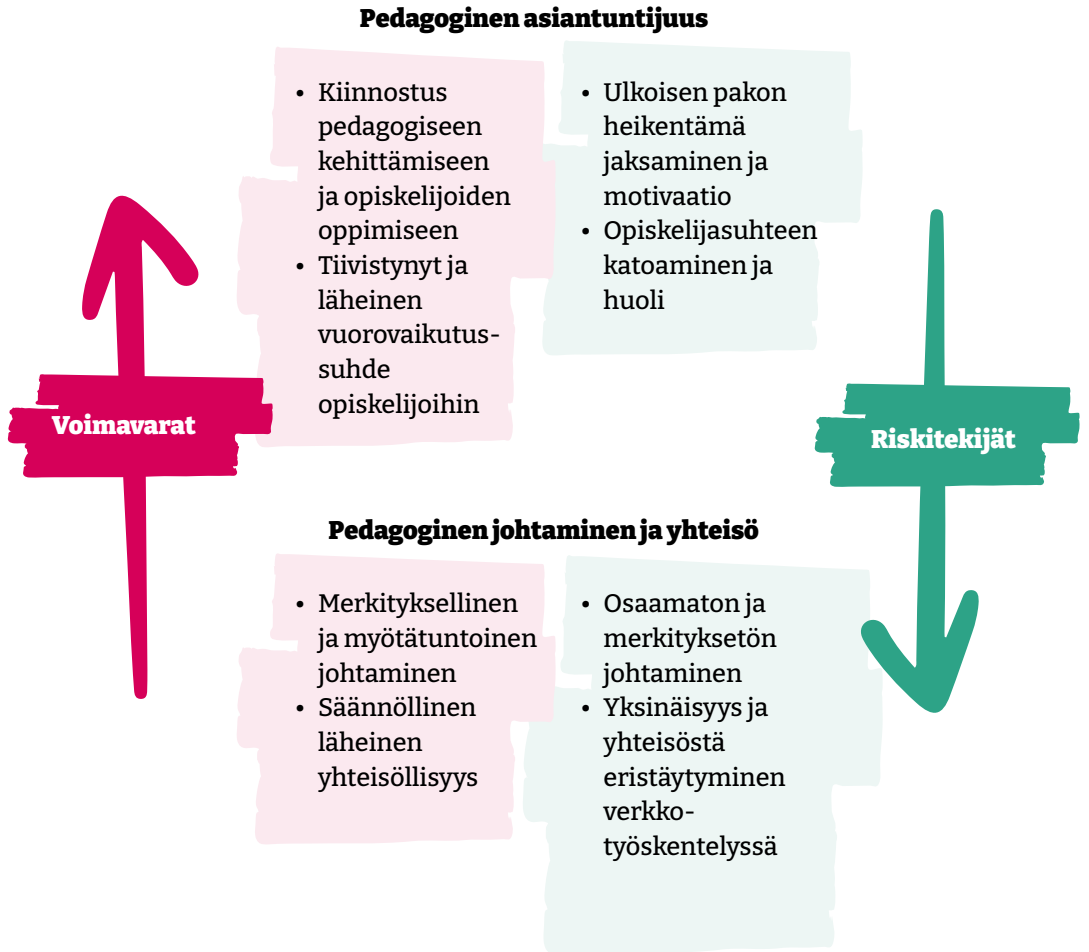 Pedagoginen asiantuntijuus
• Kiinnostus
pedagogiseen
kehittämiseen
ja opiskelijoiden
oppimiseen
• Tiivistynyt ja
läheinen
vuorovaikutus-
suhde
opiskelijoihin
• Ulkoisen pakon
heikentämä
jaksaminen ja
motivaatio
• Opiskelijasuhteen
katoaminen ja
huoli
Voimavarat
Riskitekijät
Pedagoginen johtaminen ja yhteisö
• Merkityksellinen
ja myötätuntoinen
johtaminen
• Säännöllinen
läheinen
yhteisöllisyys
• Osaamaton ja
merkityksetön
johtaminen
• Yksinäisyys ja
yhteisöstä
eristäytyminen
verkko-
työskentelyssä